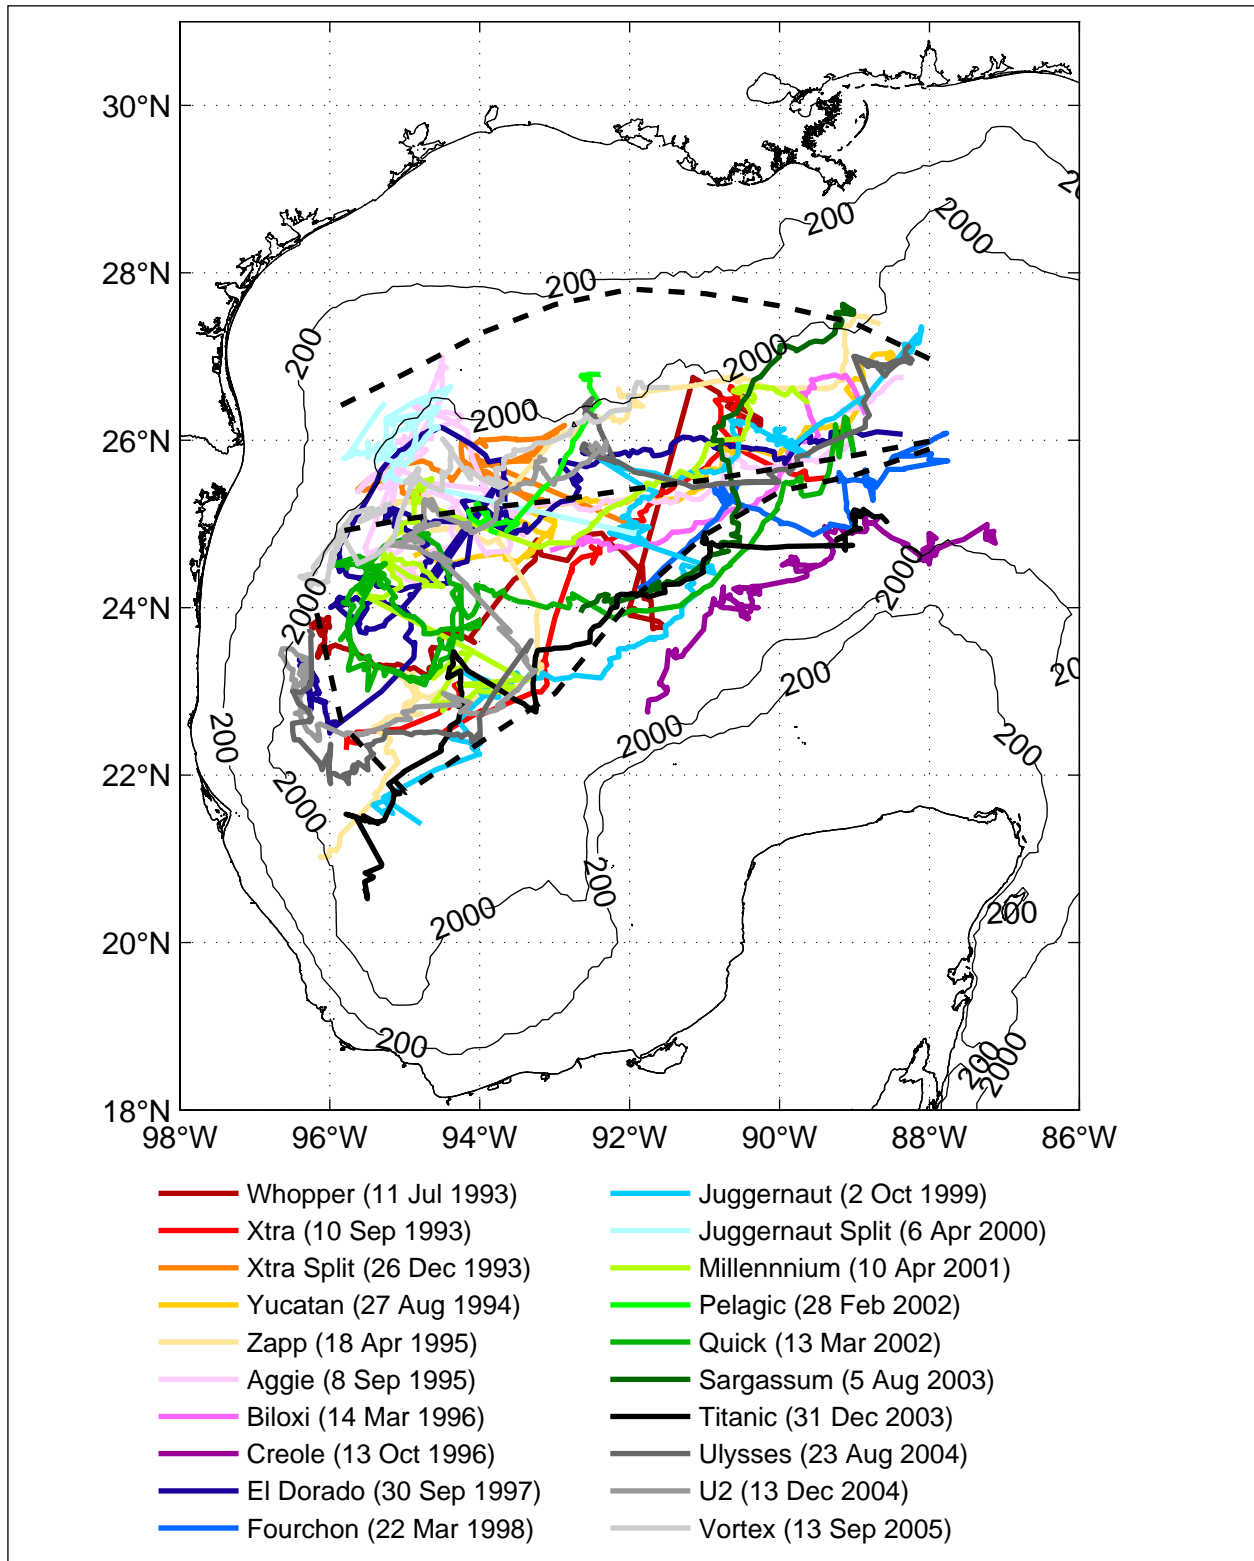 30°N
28°N
26°N
24°N
22°N
20°N
18°N
98°W 96°W 94°W 92°W 90°W 88°W 86°W
200
2000
20
200
200
2000
2000
2000
2000
20
200
200
2000
200
2000
200
2000
200
200
200
2000
Whopper (11 Jul 1993)
Xtra (10 Sep 1993)
Xtra Split (26 Dec 1993)
Yucatan (27 Aug 1994)
Zapp (18 Apr 1995)
Aggie (8 Sep 1995)
Biloxi (14 Mar 1996)
Creole (13 Oct 1996)
El Dorado (30 Sep 1997)
Fourchon (22 Mar 1998)
Juggernaut (2 Oct 1999)
Juggernaut Split (6 Apr 2000)
Millennnium (10 Apr 2001)
Pelagic (28 Feb 2002)
Quick (13 Mar 2002)
Sargassum (5 Aug 2003)
Titanic (31 Dec 2003)
Ulysses (23 Aug 2004)
U2 (13 Dec 2004)
Vortex (13 Sep 2005)